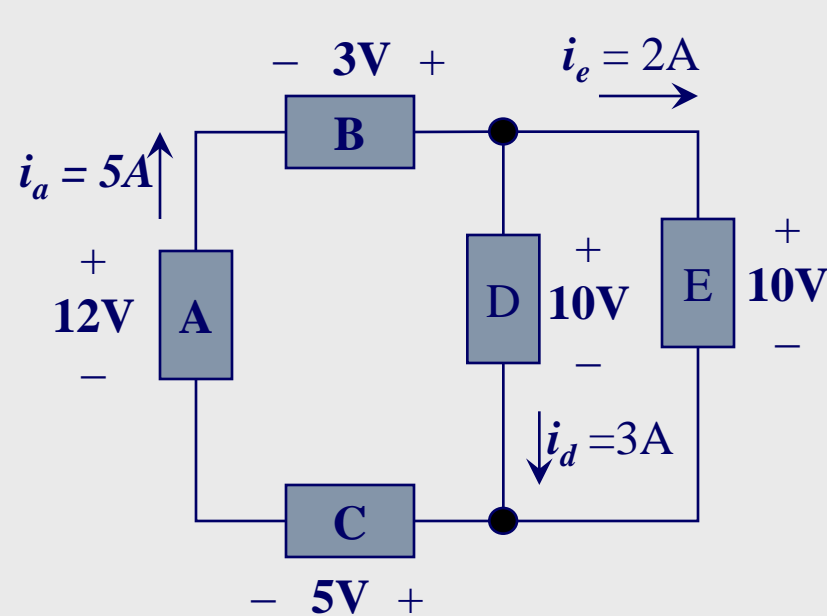 − 3V +
i_e = 2A
B
i_a = 5A
+
12V
−
A
D
+
10V
−
E
+
10V
−
i_d =3A
C
− 5V +